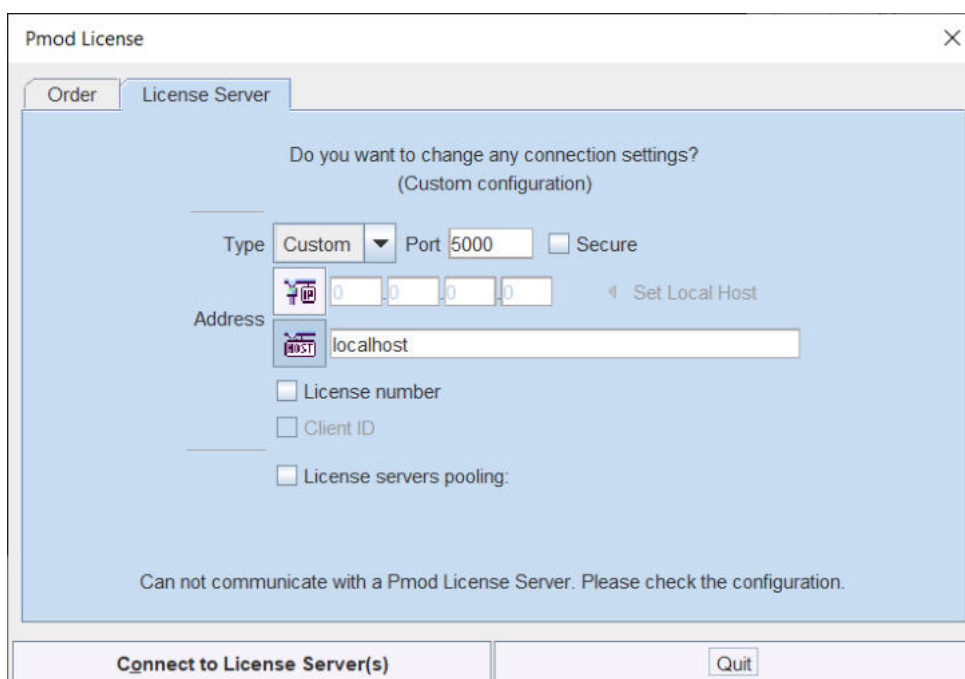 Pmod License
Order License Server
Do you want to change any connection settings?
(Custom configuration)
Type Custom Port 5000 Secure
IP 0 .0 .0 .0 Set Local Host
Address
HOST localhost
License number
Client ID
License servers pooling:
Can not communicate with a Pmod License Server. Please check the configuration.
Connect to License Server(s) Quit